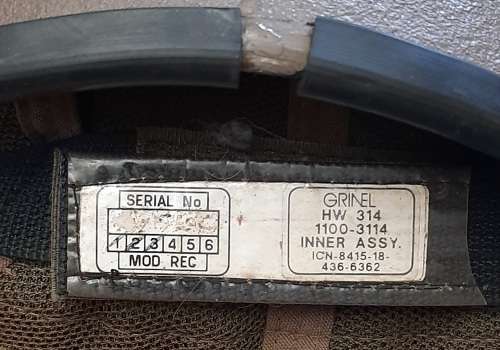 SERIAL No
1 2 3 4 5 6
MOD REC
GRINEL
HW 314
1100-3114
INNER ASSY.
ICN-8415-18-
436-6362